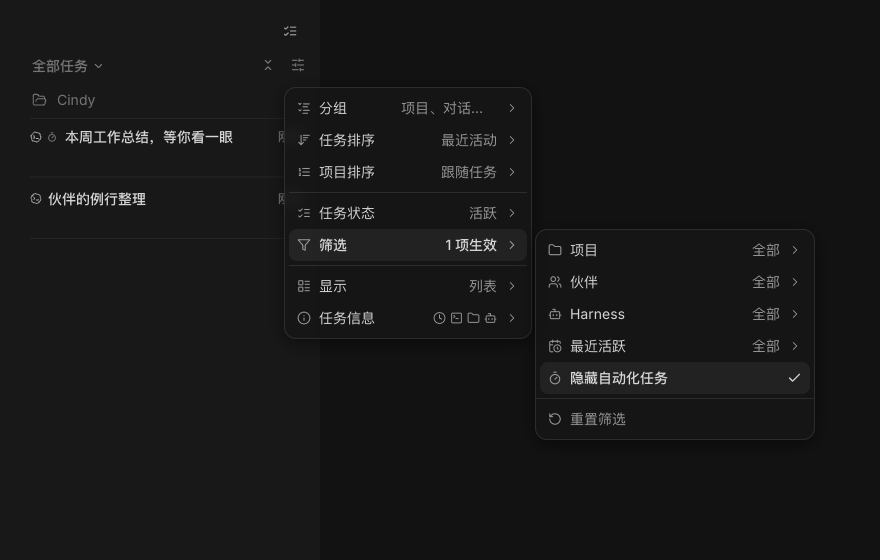 全部任务
Cindy
本周工作总结，等你看一眼
伙伴的例行整理
分组 项目、对话...
任务排序 最近活动
项目排序 跟随任务
任务状态 活跃
筛选 1 项生效
显示 列表
任务信息
项目 全部
伙伴 全部
Harness 全部
最近活跃 全部
隐藏自动化任务
重置筛选